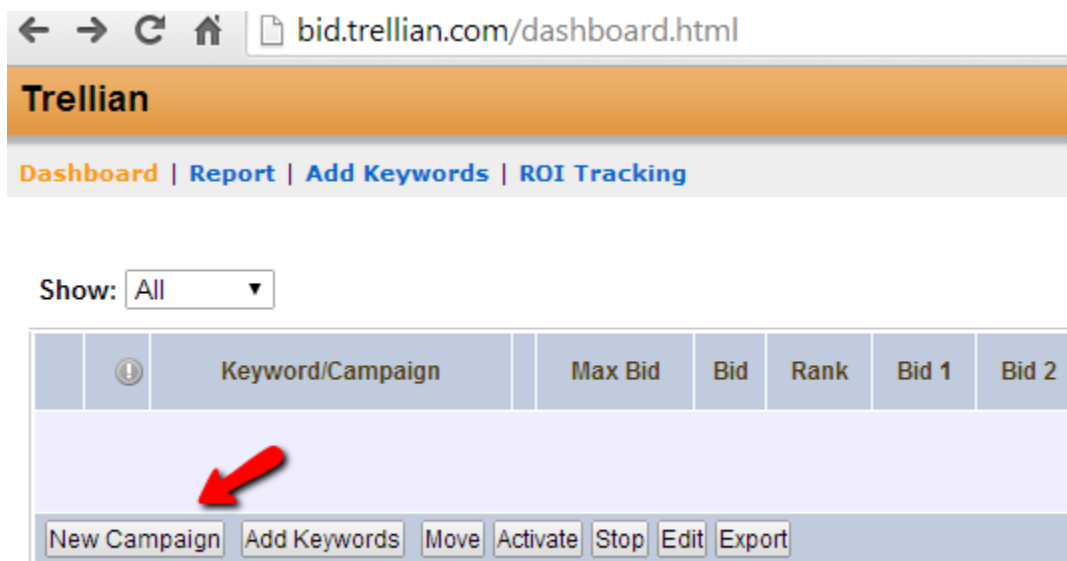 bid.trellian.com/dashboard.html
Trellian
Dashboard | Report | Add Keywords | ROI Tracking
Show: All
Keyword/Campaign Max Bid Bid Rank Bid 1 Bid 2
New Campaign Add Keywords Move Activate Stop Edit Export